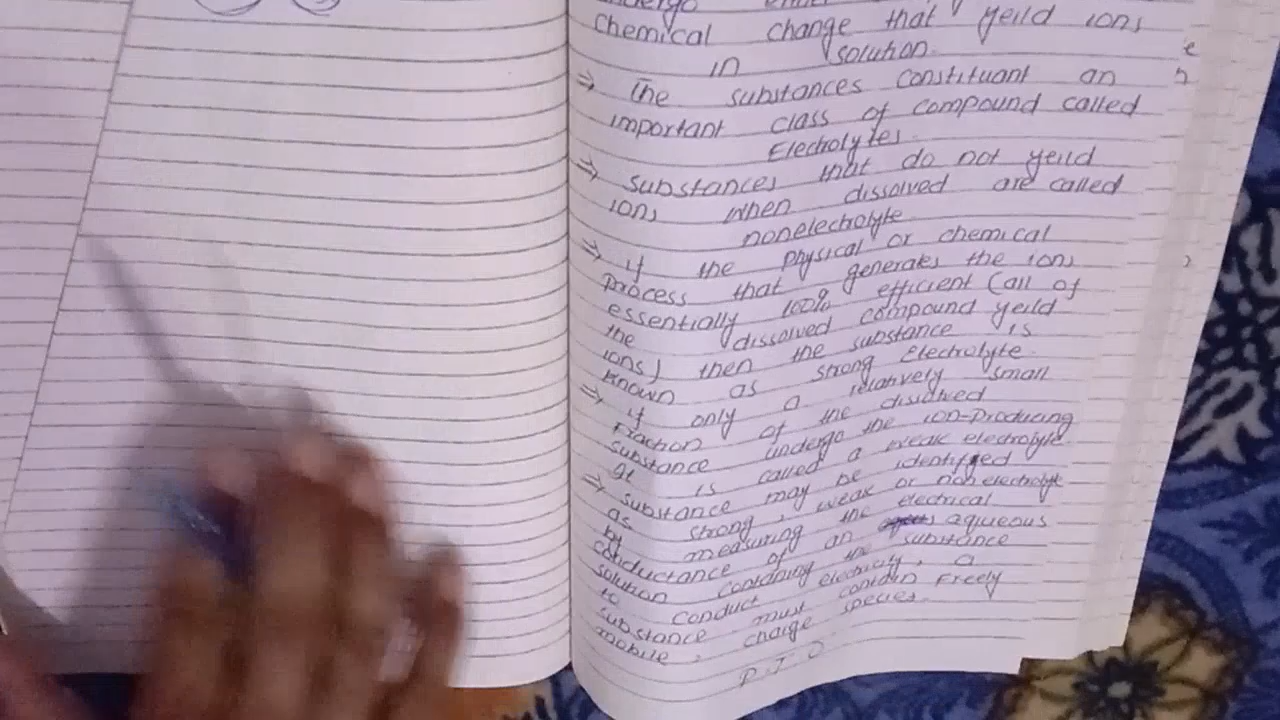 Chemical change that yeild ions
in solution.
⇒ The substances constituant an
important class of compound called
Electrolytes.
⇒ substances that do not yeild
ions when dissolved are called
nonelectrolyte
⇒ if the physical or chemical
process that generates the ions
essentially 100% efficient (all of
the dissolved compound yeild
ions) then the substance is
known as strong Electrolyte.
⇒ if only a relatively small
fraction of the dissolved
substance undergo the ion-Producing
is called a weak electrolyte
⇒ substance may be identified
as strong, weak or nonelectrolyte
by measuring the electrical
conductance of an aqueous
solution containing the substance
to conduct electricity, a
substance must contain Freely
mobile, charge species.
P.T.O